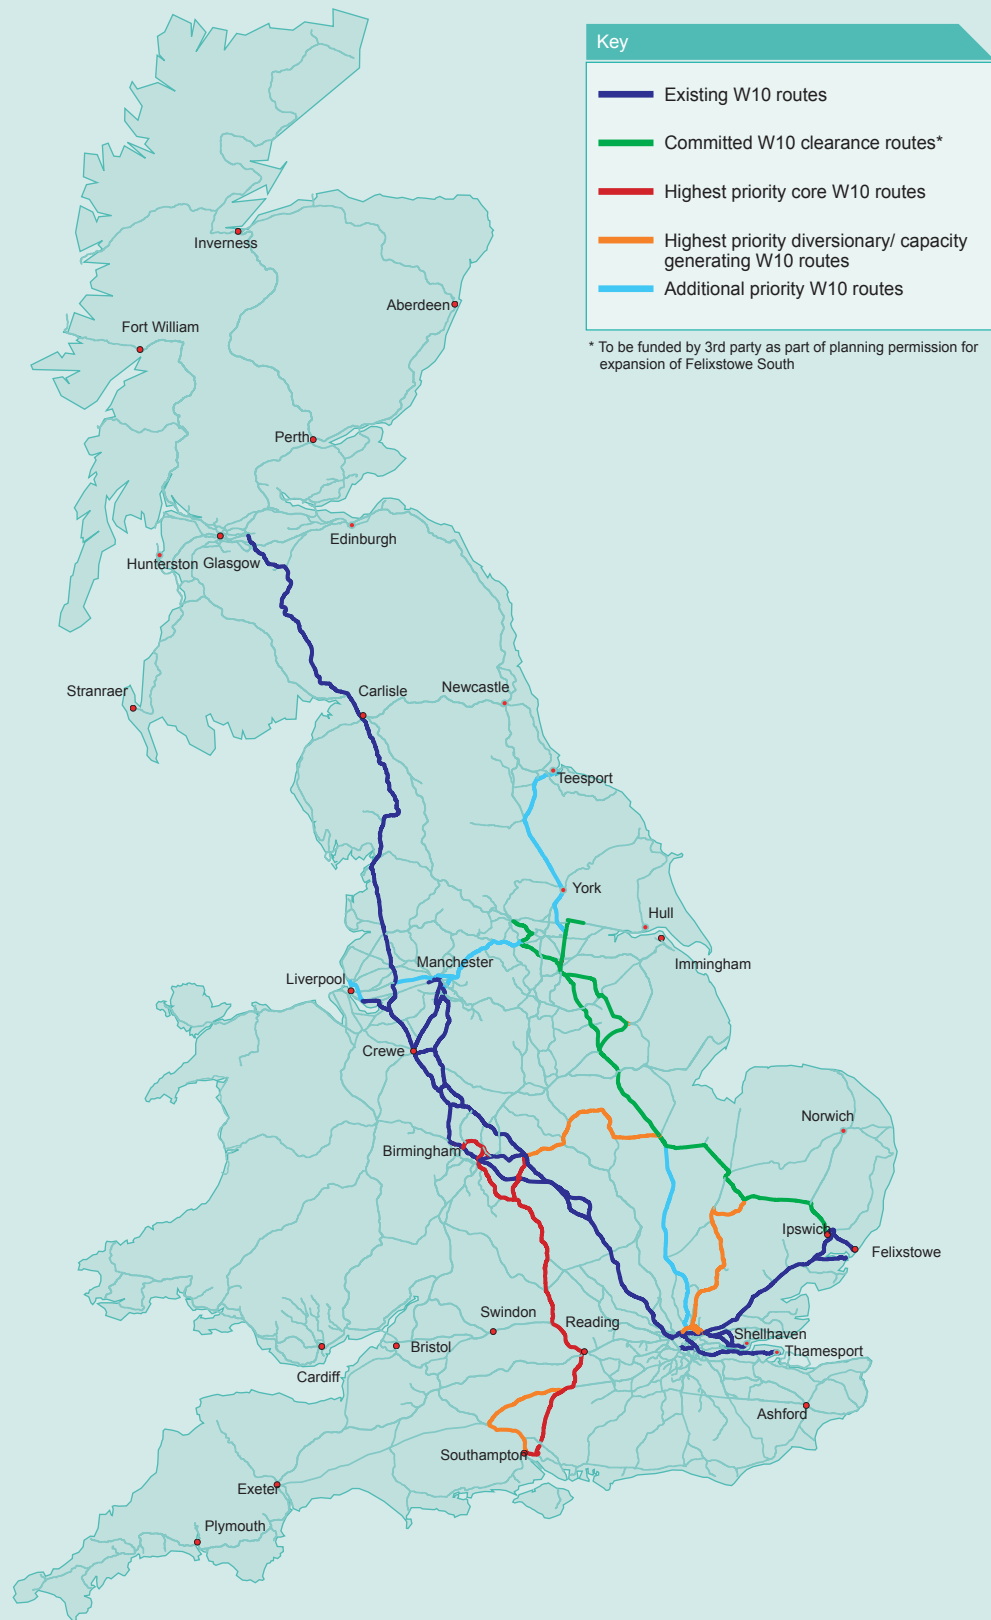 Key
Existing W10 routes
Committed W10 clearance routes*
Highest priority core W10 routes
Highest priority diversionary/ capacity
generating W10 routes
Additional priority W10 routes
* To be funded by 3rd party as part of planning permission for
expansion of Felixstowe South
Inverness
Aberdeen
Fort William
Perth
Edinburgh
Hunterston
Glasgow
Stranraer
Carlisle
Newcastle
Teesport
York
Hull
Immingham
Manchester
Liverpool
Crewe
Norwich
Birmingham
Ipswich
Felixstowe
Swindon
Reading
Shellhaven
Thamesport
Bristol
Cardiff
Ashford
Southampton
Exeter
Plymouth